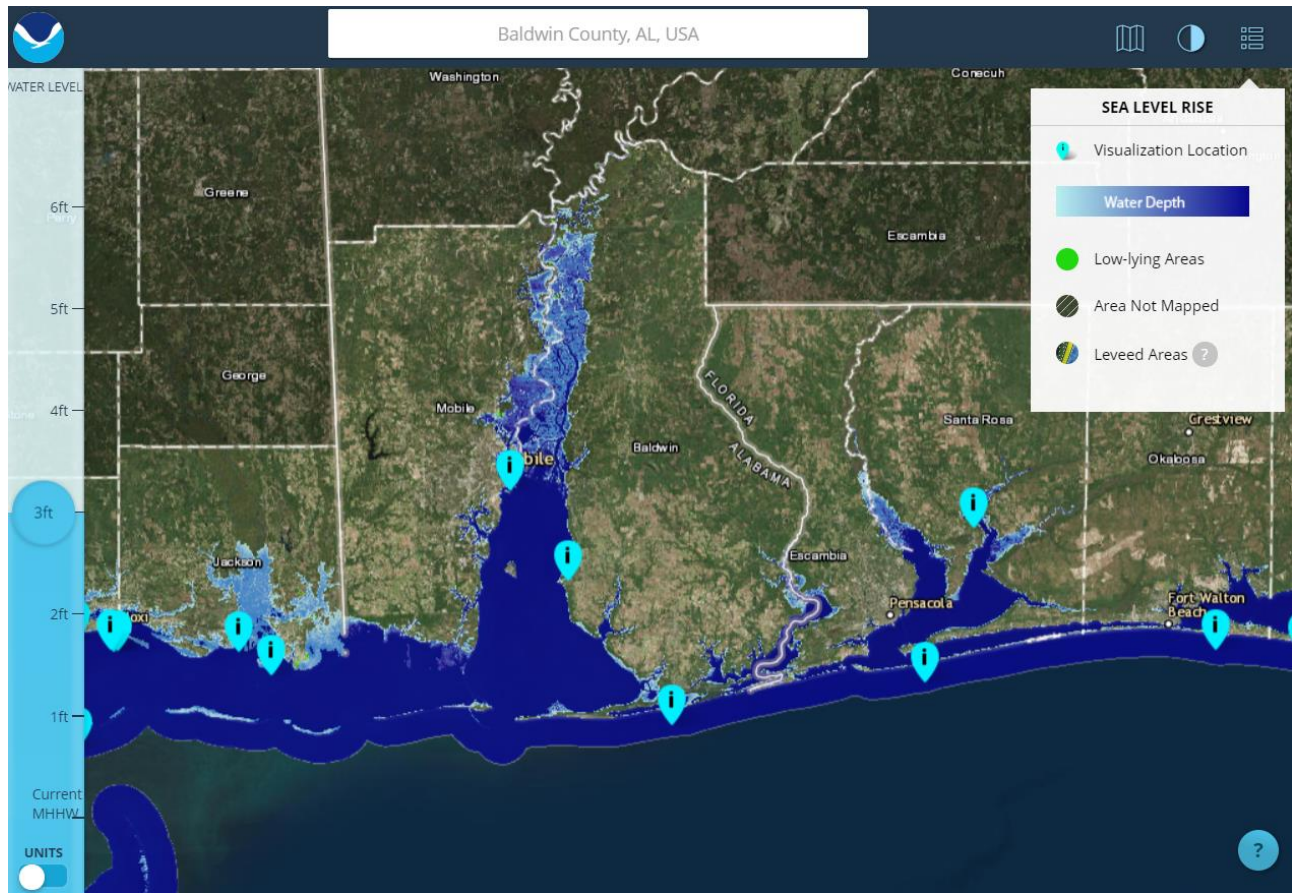 Baldwin County, AL, USA
WATER LEVEL
6ft
5ft
4ft
3ft
2ft
1ft
Current
MHHW
UNITS
SEA LEVEL RISE
Visualization Location
Water Depth
Low-lying Areas
Area Not Mapped
Leveed Areas ?
Washington
Conecuh
Greene
Perry
Escambia
George
Mobile
Baldwin
FLORIDA
ALABAMA
Santa Rosa
Crestview
Okaloosa
Jackson
Escambia
Pensacola
Fort Walton
Beach
?